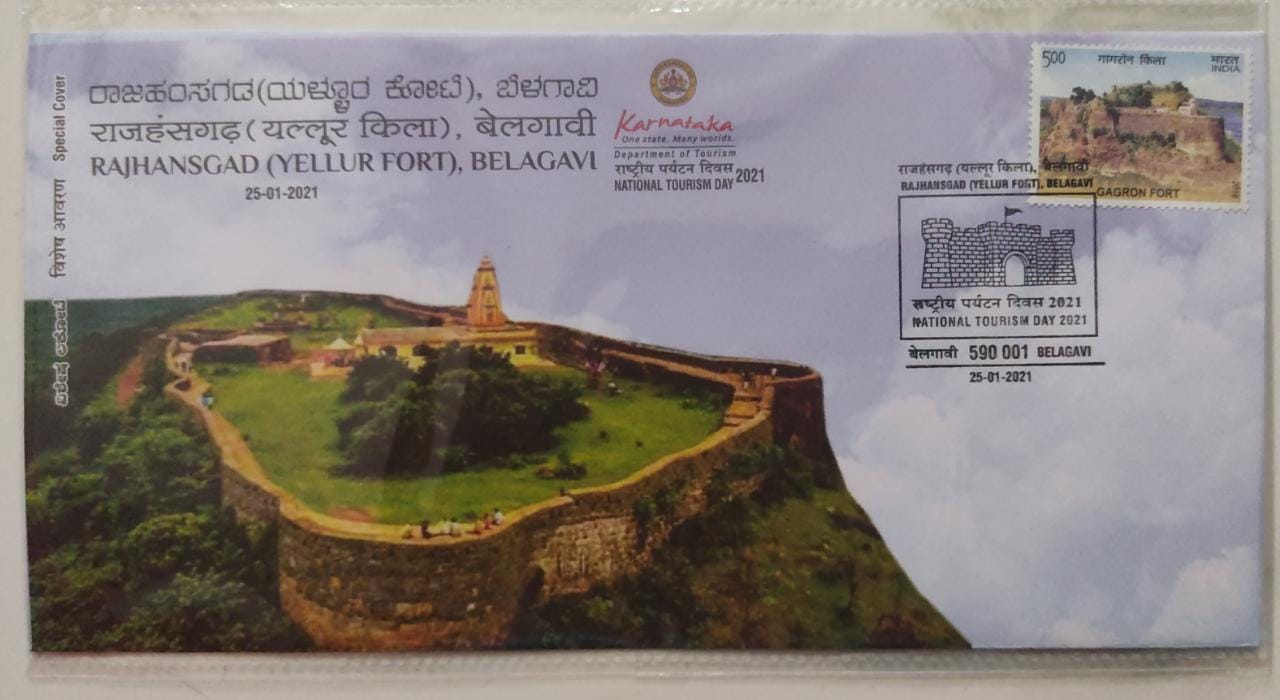 ರಾಜಹಂಸಗಡ(ಯಳ್ಳೂರ ಕೋಟೆ), ಬೆಳಗಾವಿ
राजहंसगढ़(यल्लूर किला), बेलगावी
RAJHANSGAD (YELLUR FORT), BELAGAVI
25-01-2021
विशेष आवरण Special Cover
Karnataka
One state. Many worlds.
Department of Tourism
राष्ट्रीय पर्यटन दिवस
NATIONAL TOURISM DAY 2021
5.00 गागरोन किला भारत
INDIA
GAGRON FORT
राजहंसगढ़ (यल्लूर किला), बेलगावी
RAJHANSGAD (YELLUR FORT), BELAGAVI
राष्ट्रीय पर्यटन दिवस 2021
NATIONAL TOURISM DAY 2021
बेलगावी 590 001 BELAGAVI
25-01-2021